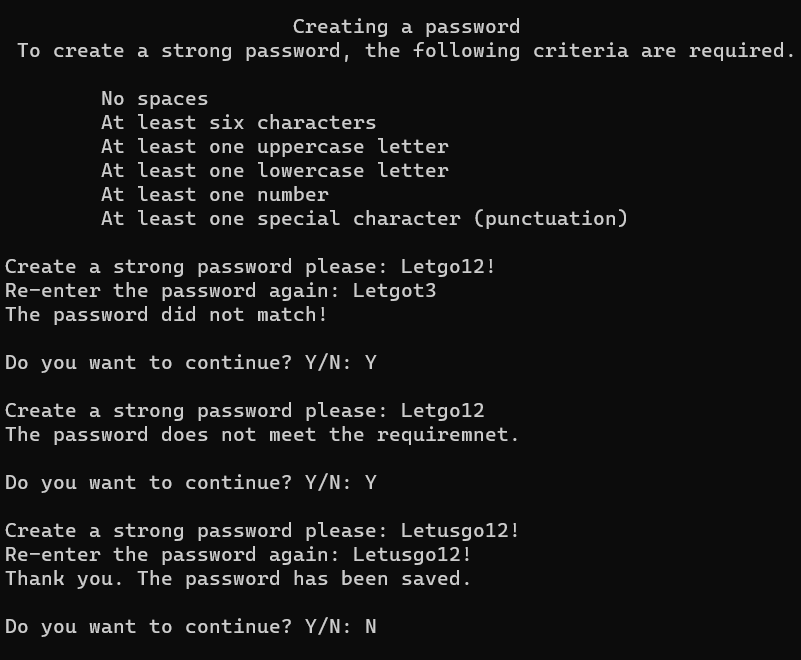 Creating a password
To create a strong password, the following criteria are required.
No spaces
At least six characters
At least one uppercase letter
At least one lowercase letter
At least one number
At least one special character (punctuation)
Create a strong password please: Letgo12!
Re-enter the password again: Letgot3
The password did not match!
Do you want to continue? Y/N: Y
Create a strong password please: Letgo12
The password does not meet the requiremnet.
Do you want to continue? Y/N: Y
Create a strong password please: Letusgo12!
Re-enter the password again: Letusgo12!
Thank you. The password has been saved.
Do you want to continue? Y/N: N